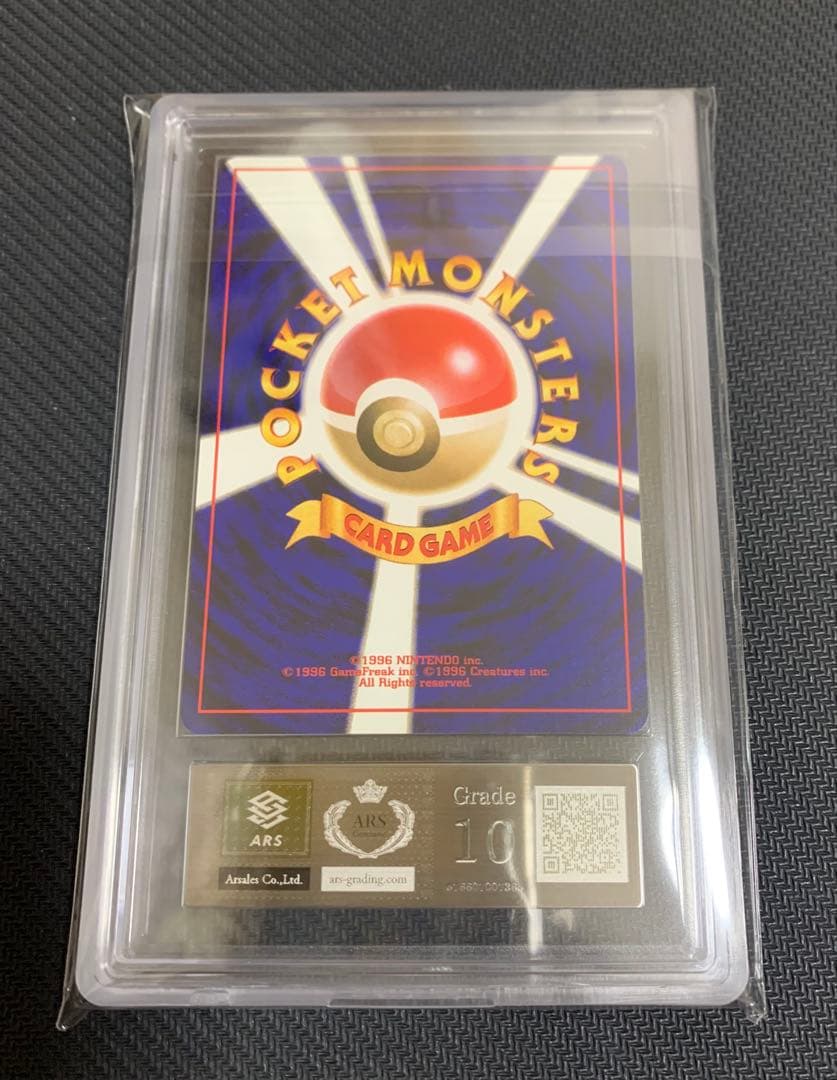 POCKET MONSTERS
CARD GAME
©1996 NINTENDO inc.
©1996 GameFreak inc. ©1996 Creatures inc.
All Rights reserved.
ARS
Arsales Co.,Ltd.
ARS
ars-grading.com
Grade
10